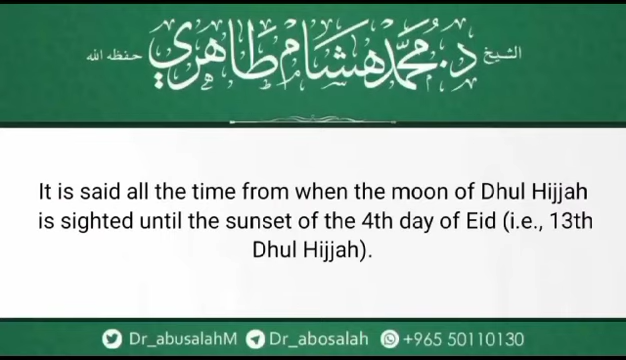 الشيخ د. محمد هشام طاهري حفظه الله
It is said all the time from when the moon of Dhul Hijjah
is sighted until the sunset of the 4th day of Eid (i.e., 13th
Dhul Hijjah).
Dr_abusalahM Dr_abosalah +965 50110130